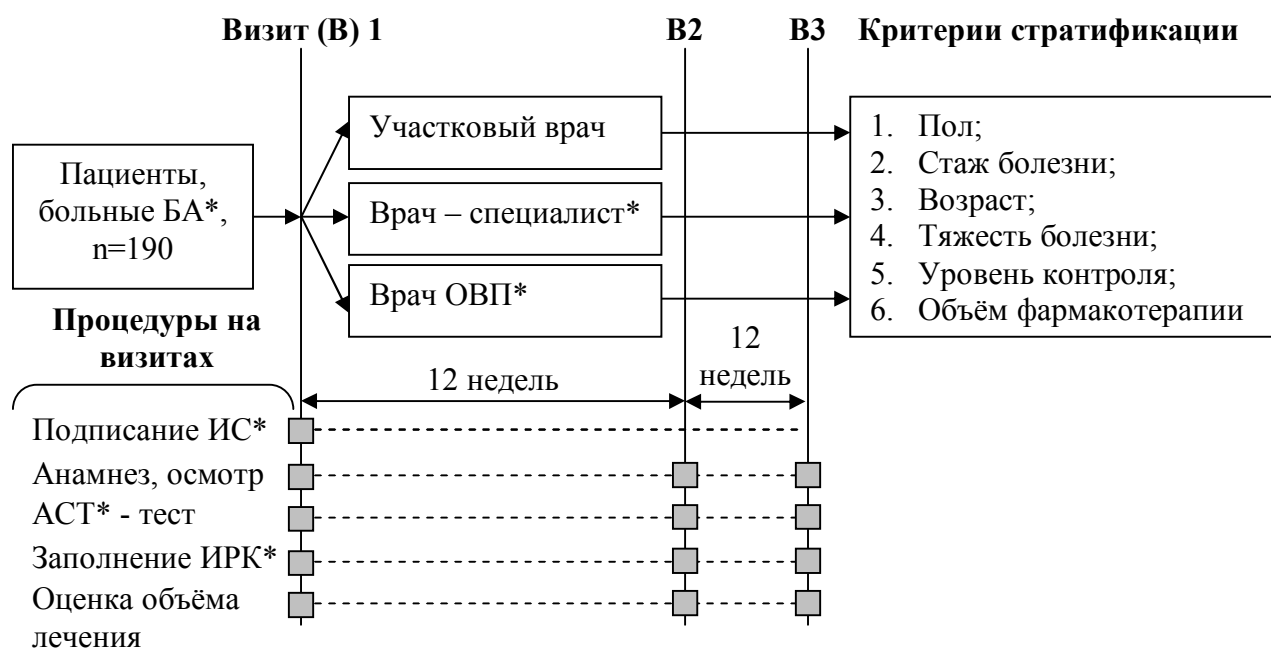 Визит (В) 1
В2
В3
Критерии стратификации
Пациенты,
больные БА*,
n=190
Участковый врач
Врач – специалист*
Врач ОВП*
1. Пол;
2. Стаж болезни;
3. Возраст;
4. Тяжесть болезни;
5. Уровень контроля;
6. Объём фармакотерапии
Процедуры на
визитах
12 недель
12
недель
Подписание ИС*
Анамнез, осмотр
АСТ* - тест
Заполнение ИРК*
Оценка объёма
лечения